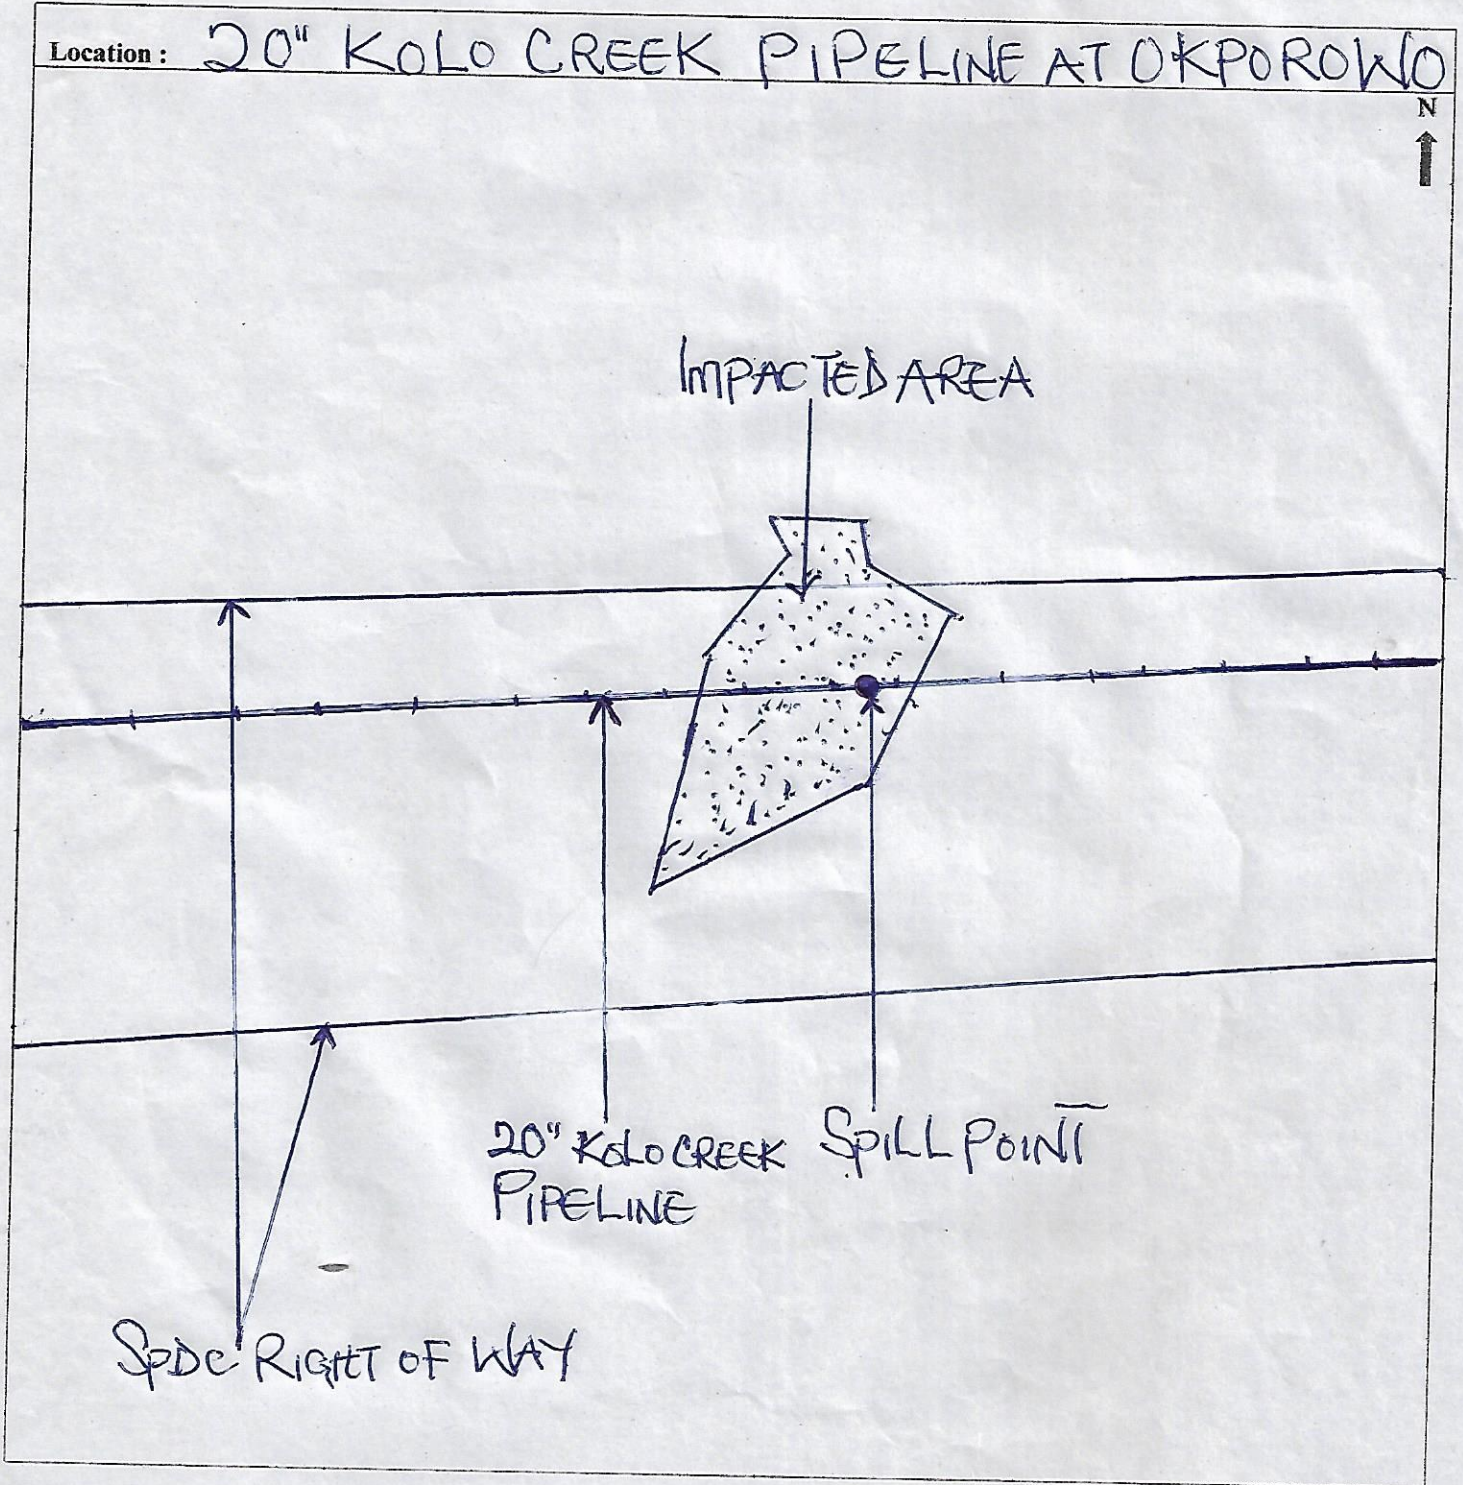 Location : 20" KOLO CREEK PIPELINE AT OKPOROWO
N
IMPACTED AREA
20" KOLO CREEK
PIPELINE
SPILL POINT
SPDC RIGHT OF WAY